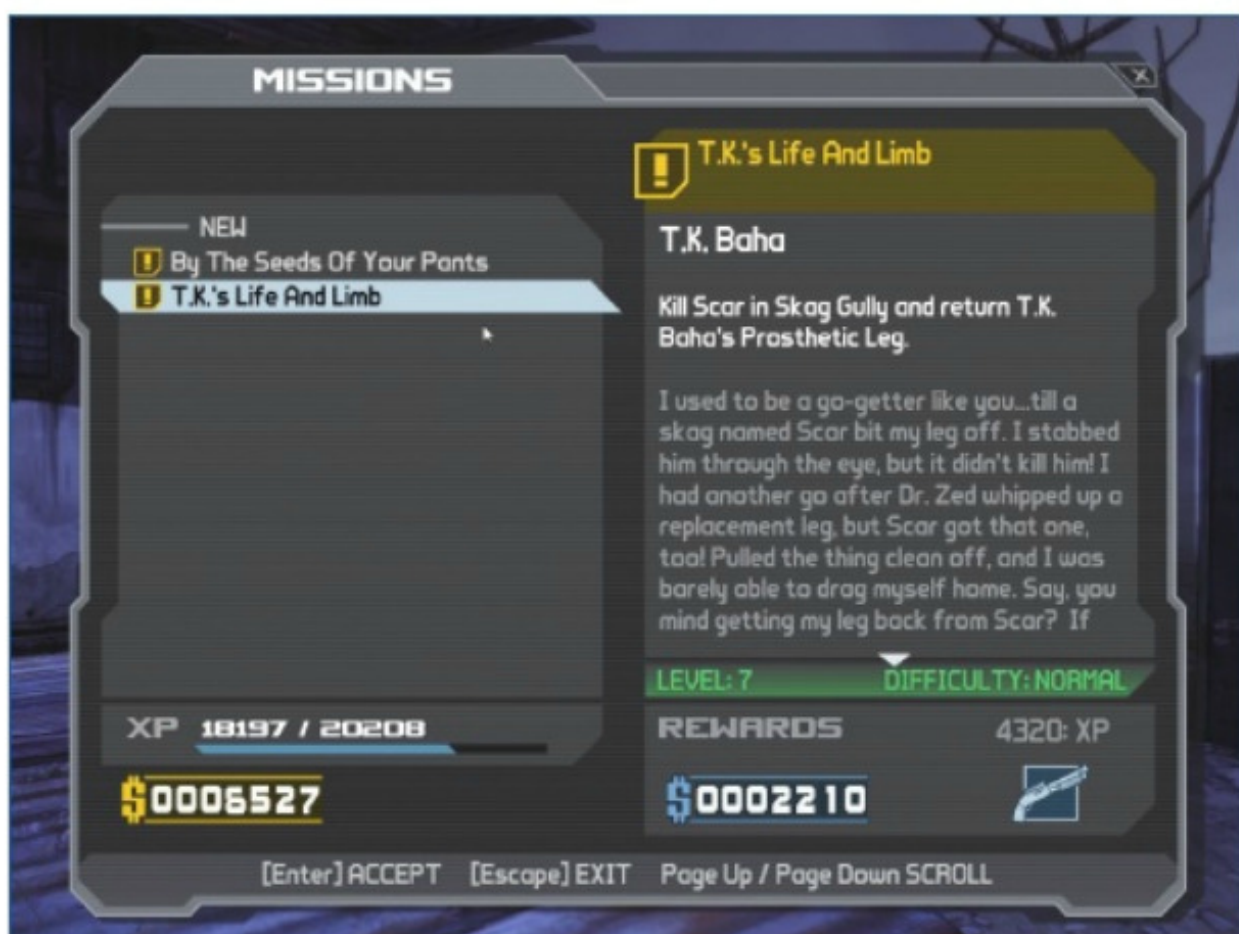 MISSIONS
NEW
By The Seeds Of Your Pants
T.K.'s Life And Limb
XP 18197 / 20208
$0006527
T.K.'s Life And Limb
T.K. Baha
Kill Scar in Skag Gully and return T.K.
Baha's Prosthetic Leg.
I used to be a go-getter like you...till a
skag named Scar bit my leg off. I stabbed
him through the eye, but it didn't kill him! I
had another go after Dr. Zed whipped up a
replacement leg, but Scar got that one,
too! Pulled the thing clean off, and I was
barely able to drag myself home. Say, you
mind getting my leg back from Scar? If
LEVEL: 7 DIFFICULTY: NORMAL
REWARDS 4320: XP
$0002210
[Enter] ACCEPT [Escape] EXIT Page Up / Page Down SCROLL